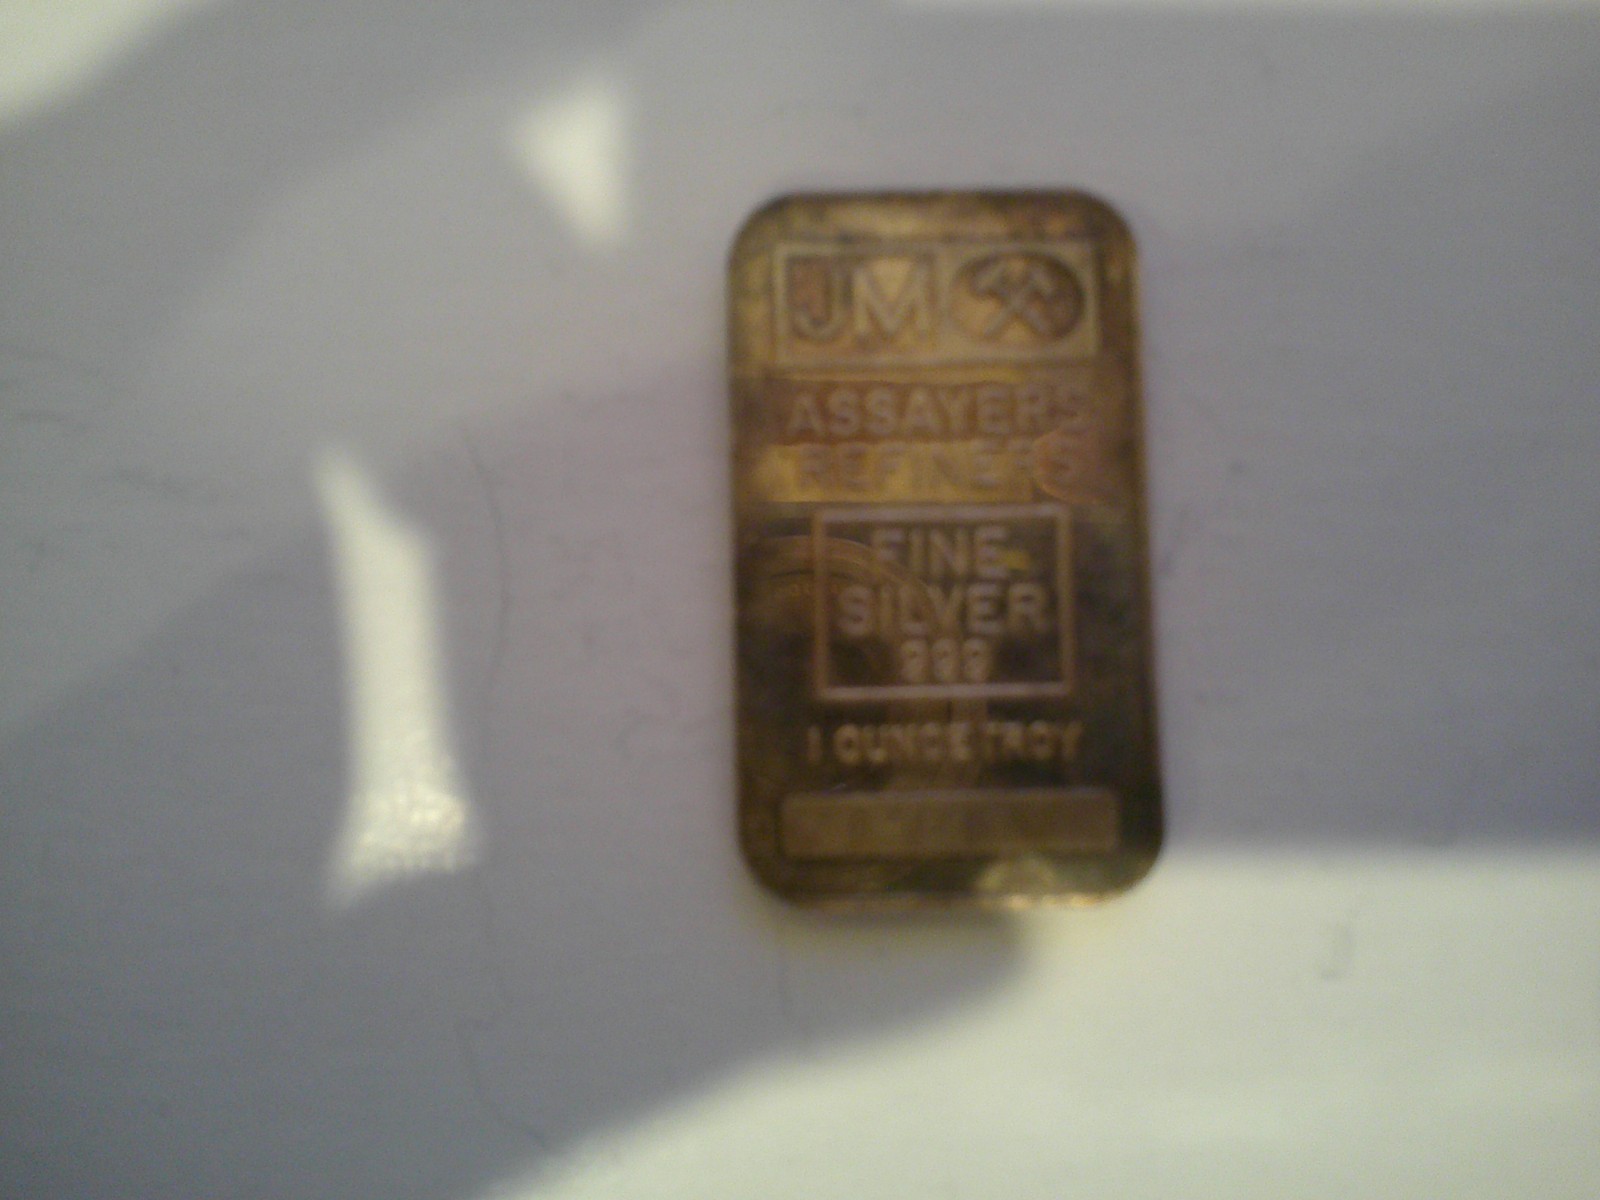 JM
ASSAYERS
REFINERS
FINE
SILVER
999
1 OUNCE TROY